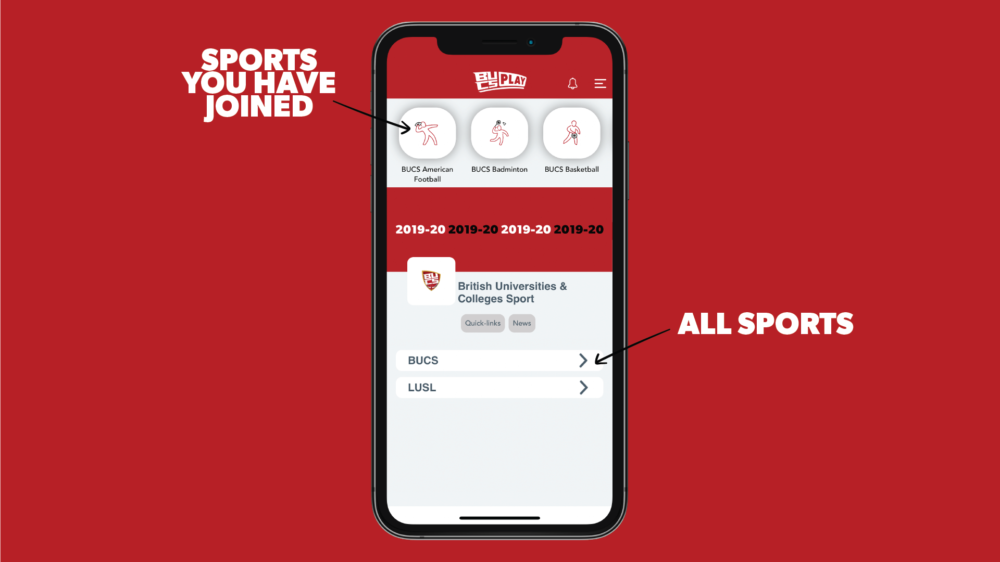 SPORTS
YOU HAVE
JOINED
BUCS PLAY
BUCS American
Football
BUCS Badminton
BUCS Basketball
2019-20 2019-20 2019-20 2019-20
BUCS
British Universities &
Colleges Sport
Quick-links
News
ALL SPORTS
BUCS
LUSL